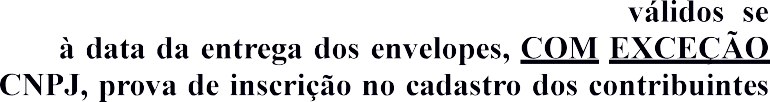 válidos se
à data da entrega dos envelopes, COM EXCEÇÃO
CNPJ, prova de inscrição no cadastro dos contribuintes